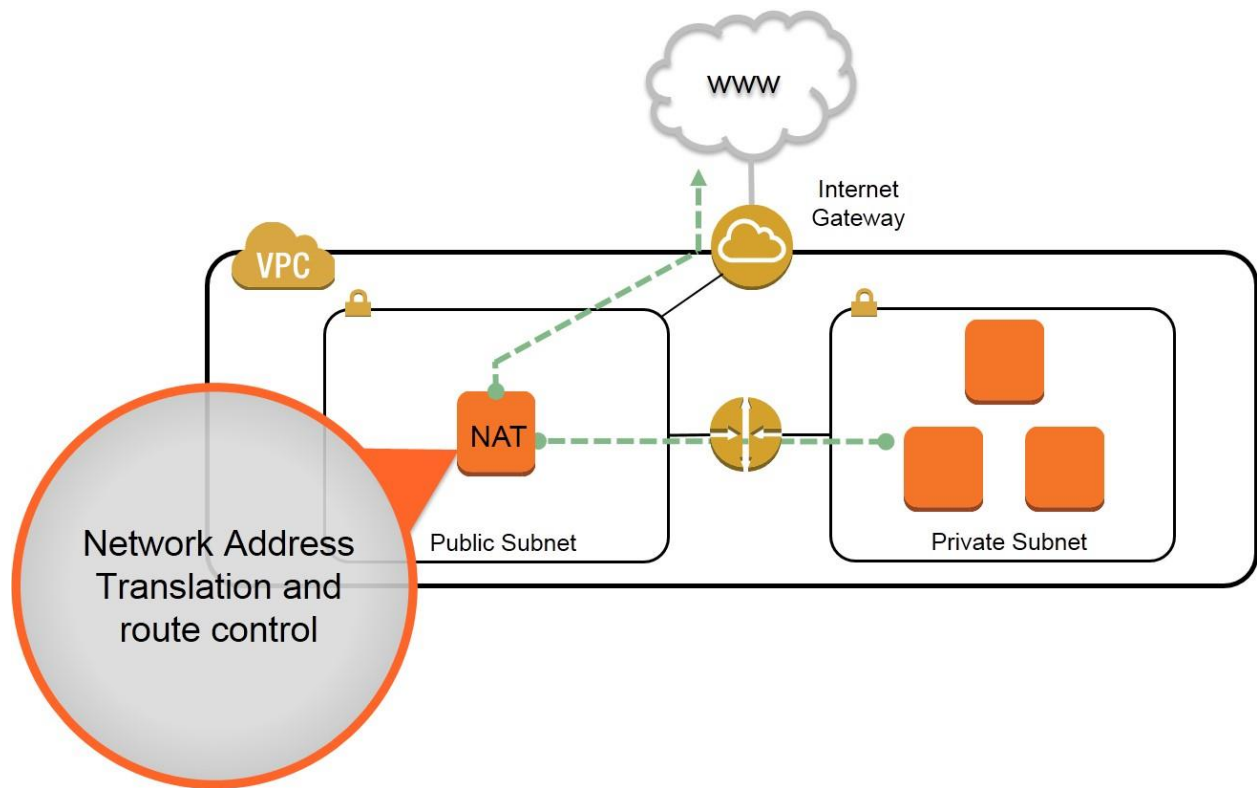 www
Internet
Gateway
VPC
NAT
Public Subnet
Private Subnet
Network Address
Translation and
route control